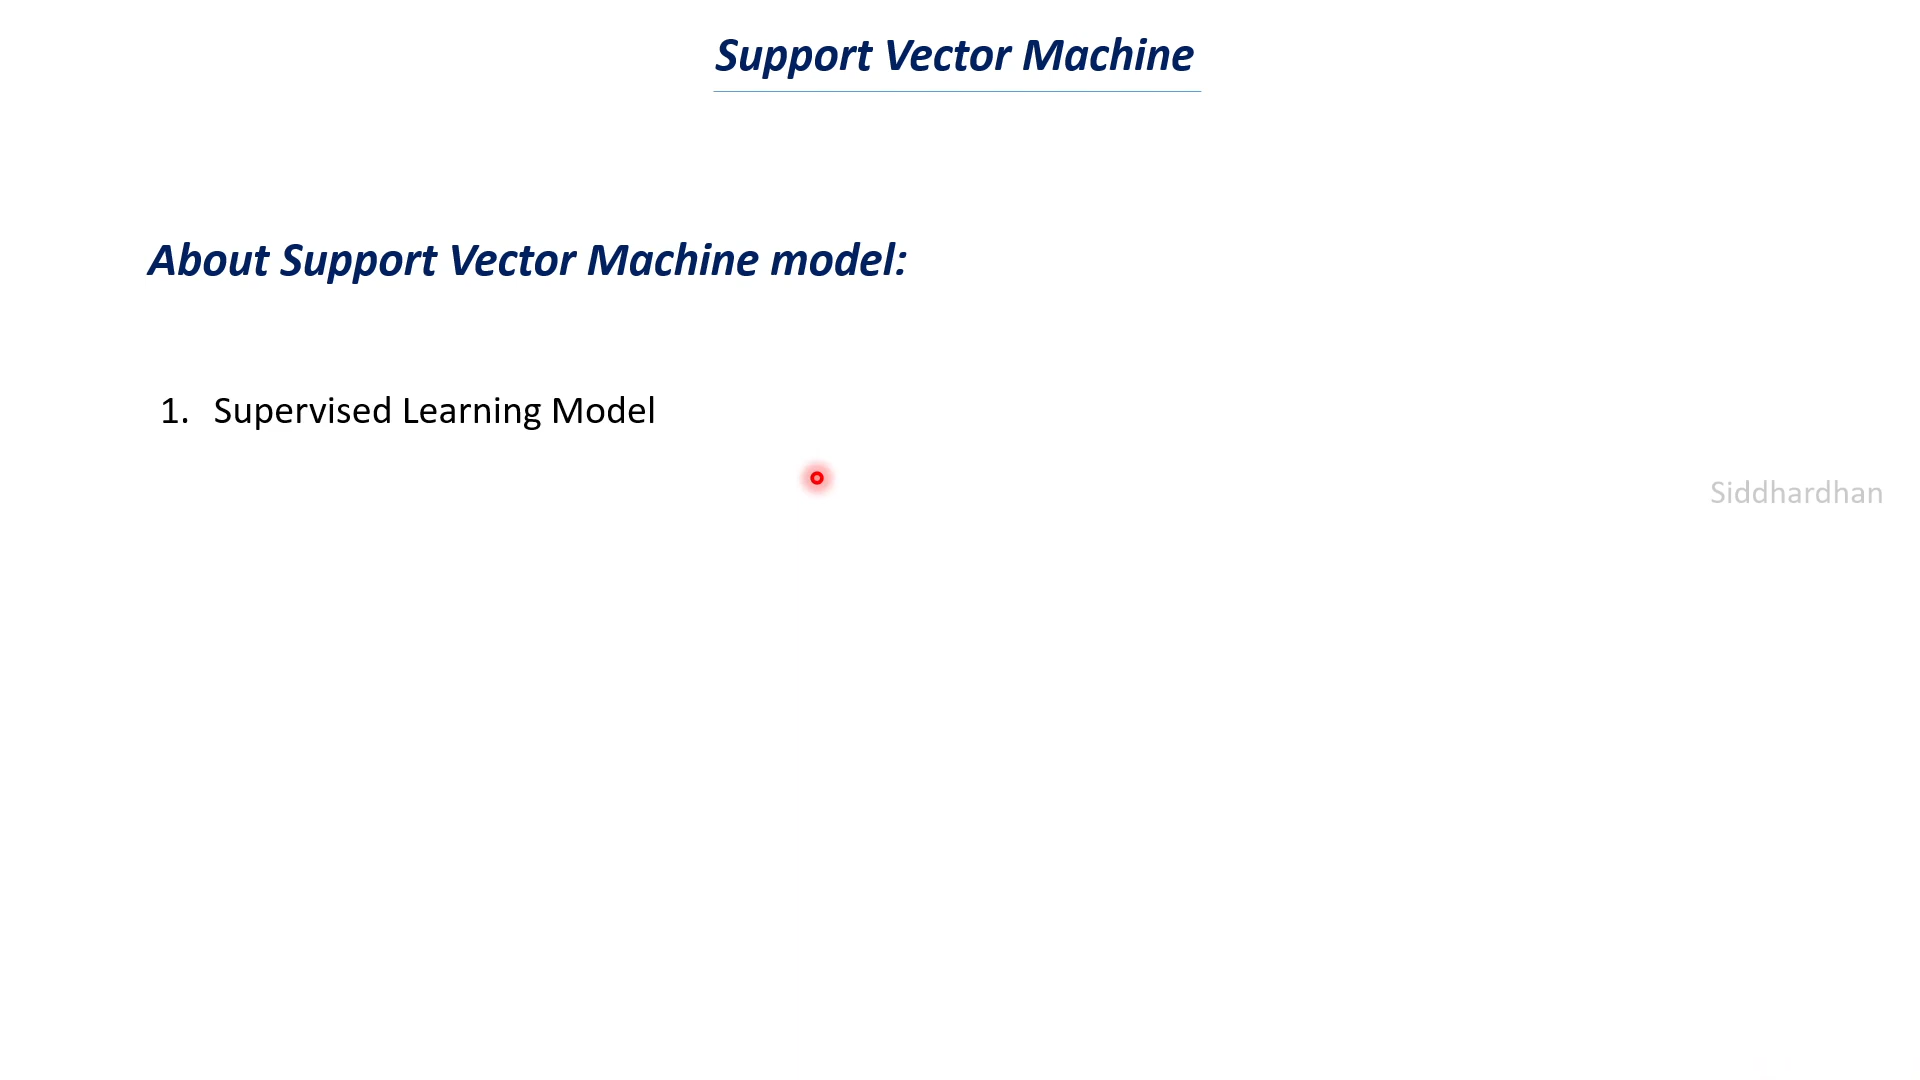 Support Vector Machine
About Support Vector Machine model:
1. Supervised Learning Model
Siddhardhan